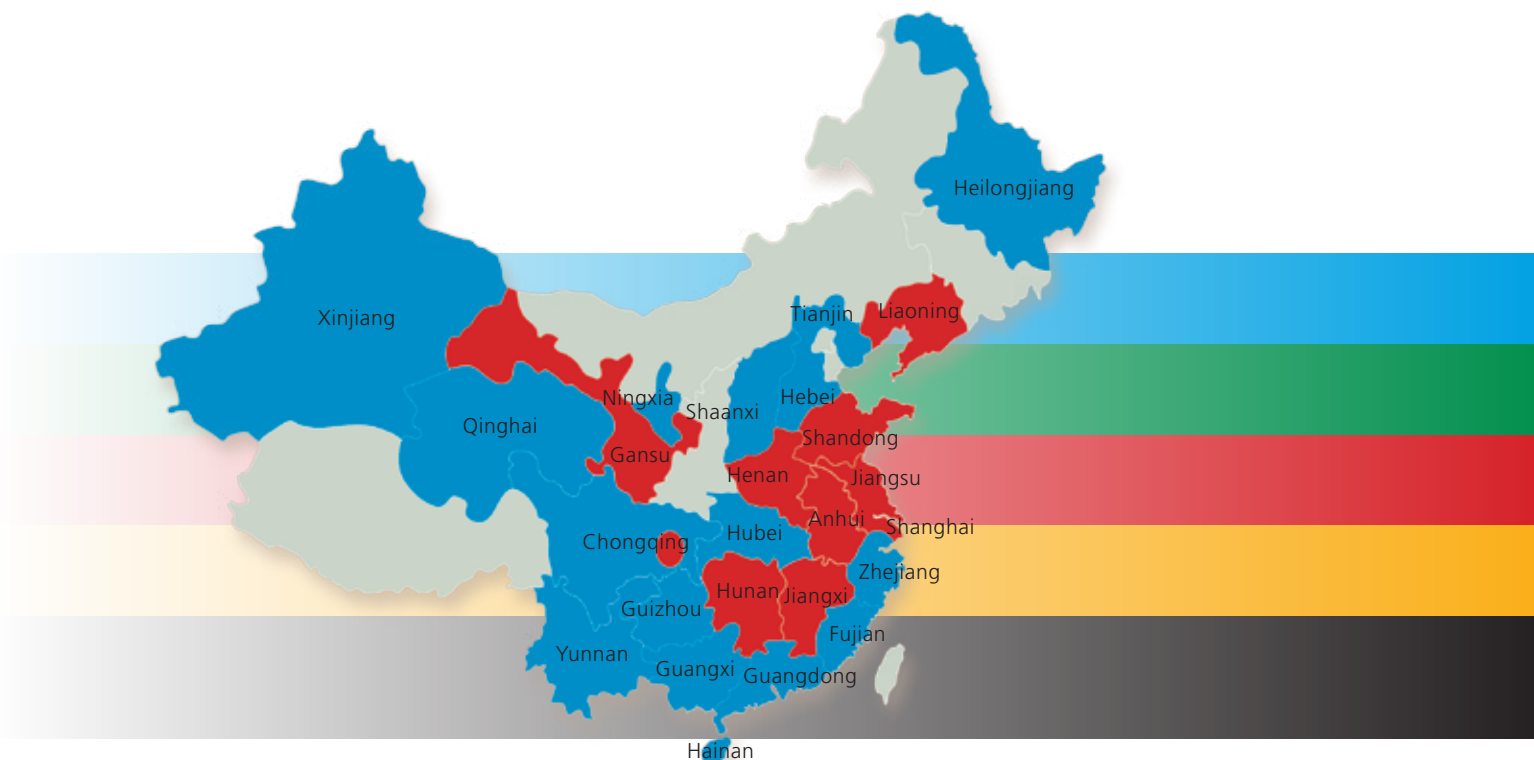 Heilongjiang
Xinjiang
Tianjin
Liaoning
Ningxia
Hebei
Shaanxi
Qinghai
Shandong
Gansu
Henan
Jiangsu
Anhui
Shanghai
Hubei
Chongqing
Zhejiang
Hunan
Jiangxi
Guizhou
Fujian
Yunnan
Guangxi
Guangdong
Hainan